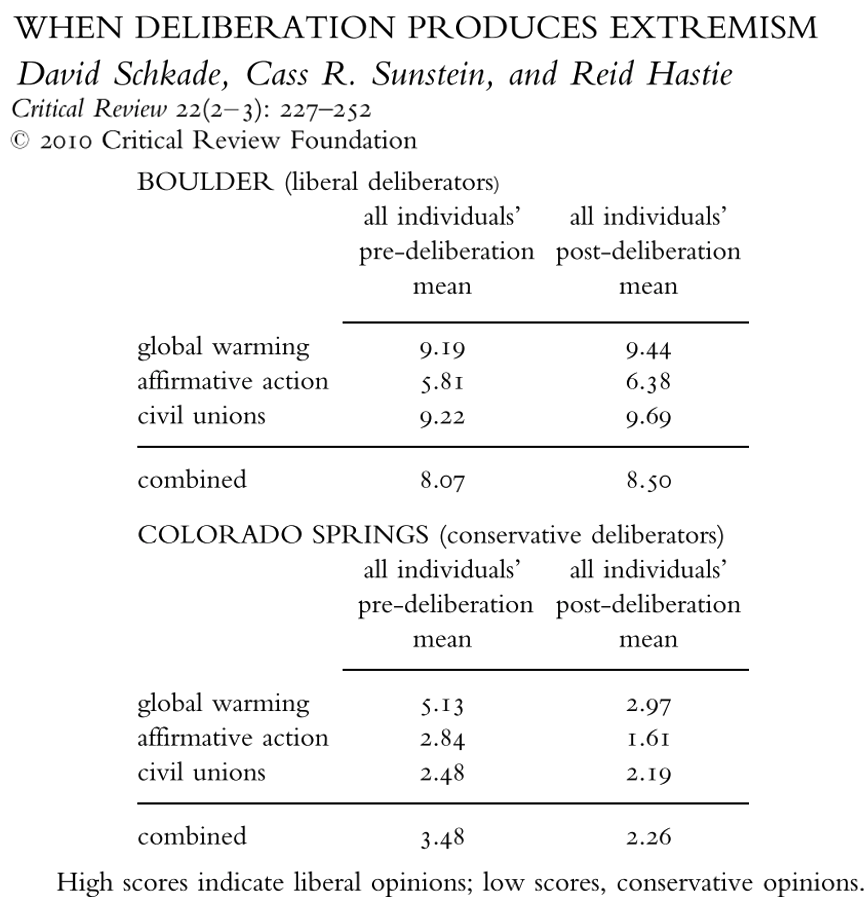 WHEN DELIBERATION PRODUCES EXTREMISM
David Schkade, Cass R. Sunstein, and Reid Hastie
Critical Review 22(2–3): 227–252
© 2010 Critical Review Foundation
BOULDER (liberal deliberators)
all individuals’ all individuals’
pre-deliberation post-deliberation
mean mean
global warming 9.19 9.44
affirmative action 5.81 6.38
civil unions 9.22 9.69
combined 8.07 8.50
COLORADO SPRINGS (conservative deliberators)
all individuals’ all individuals’
pre-deliberation post-deliberation
mean mean
global warming 5.13 2.97
affirmative action 2.84 1.61
civil unions 2.48 2.19
combined 3.48 2.26
High scores indicate liberal opinions; low scores, conservative opinions.